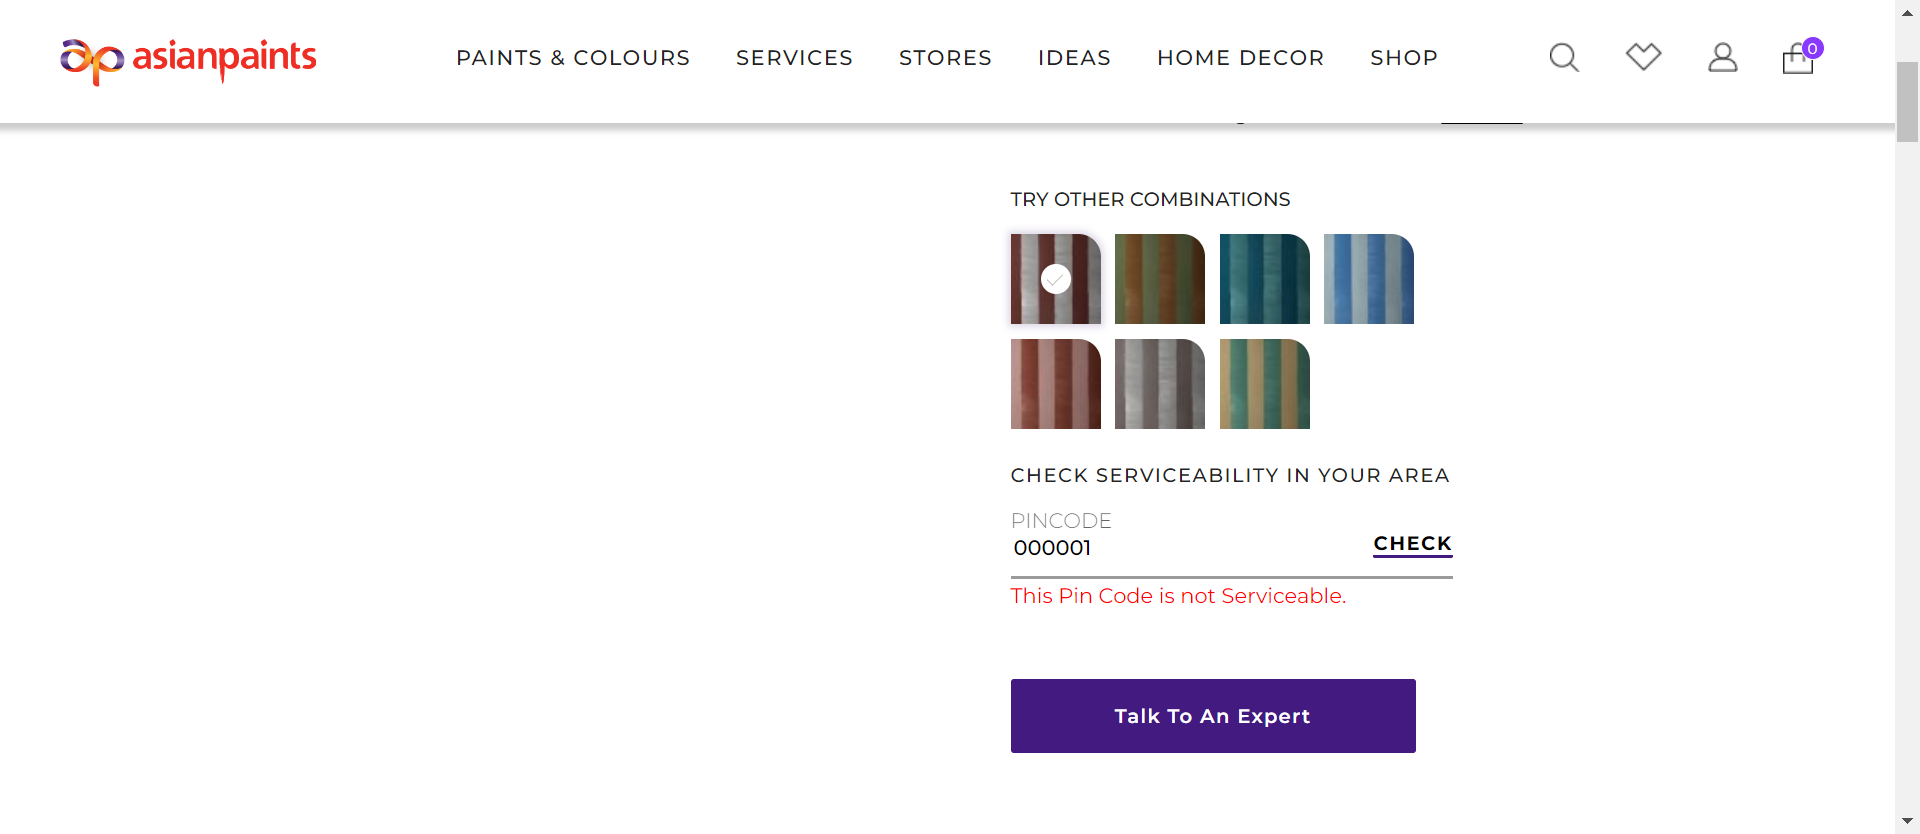 asianpaints
PAINTS & COLOURS
SERVICES
STORES
IDEAS
HOME DECOR
SHOP
0
TRY OTHER COMBINATIONS
CHECK SERVICEABILITY IN YOUR AREA
PINCODE
000001
CHECK
This Pin Code is not Serviceable.
Talk To An Expert